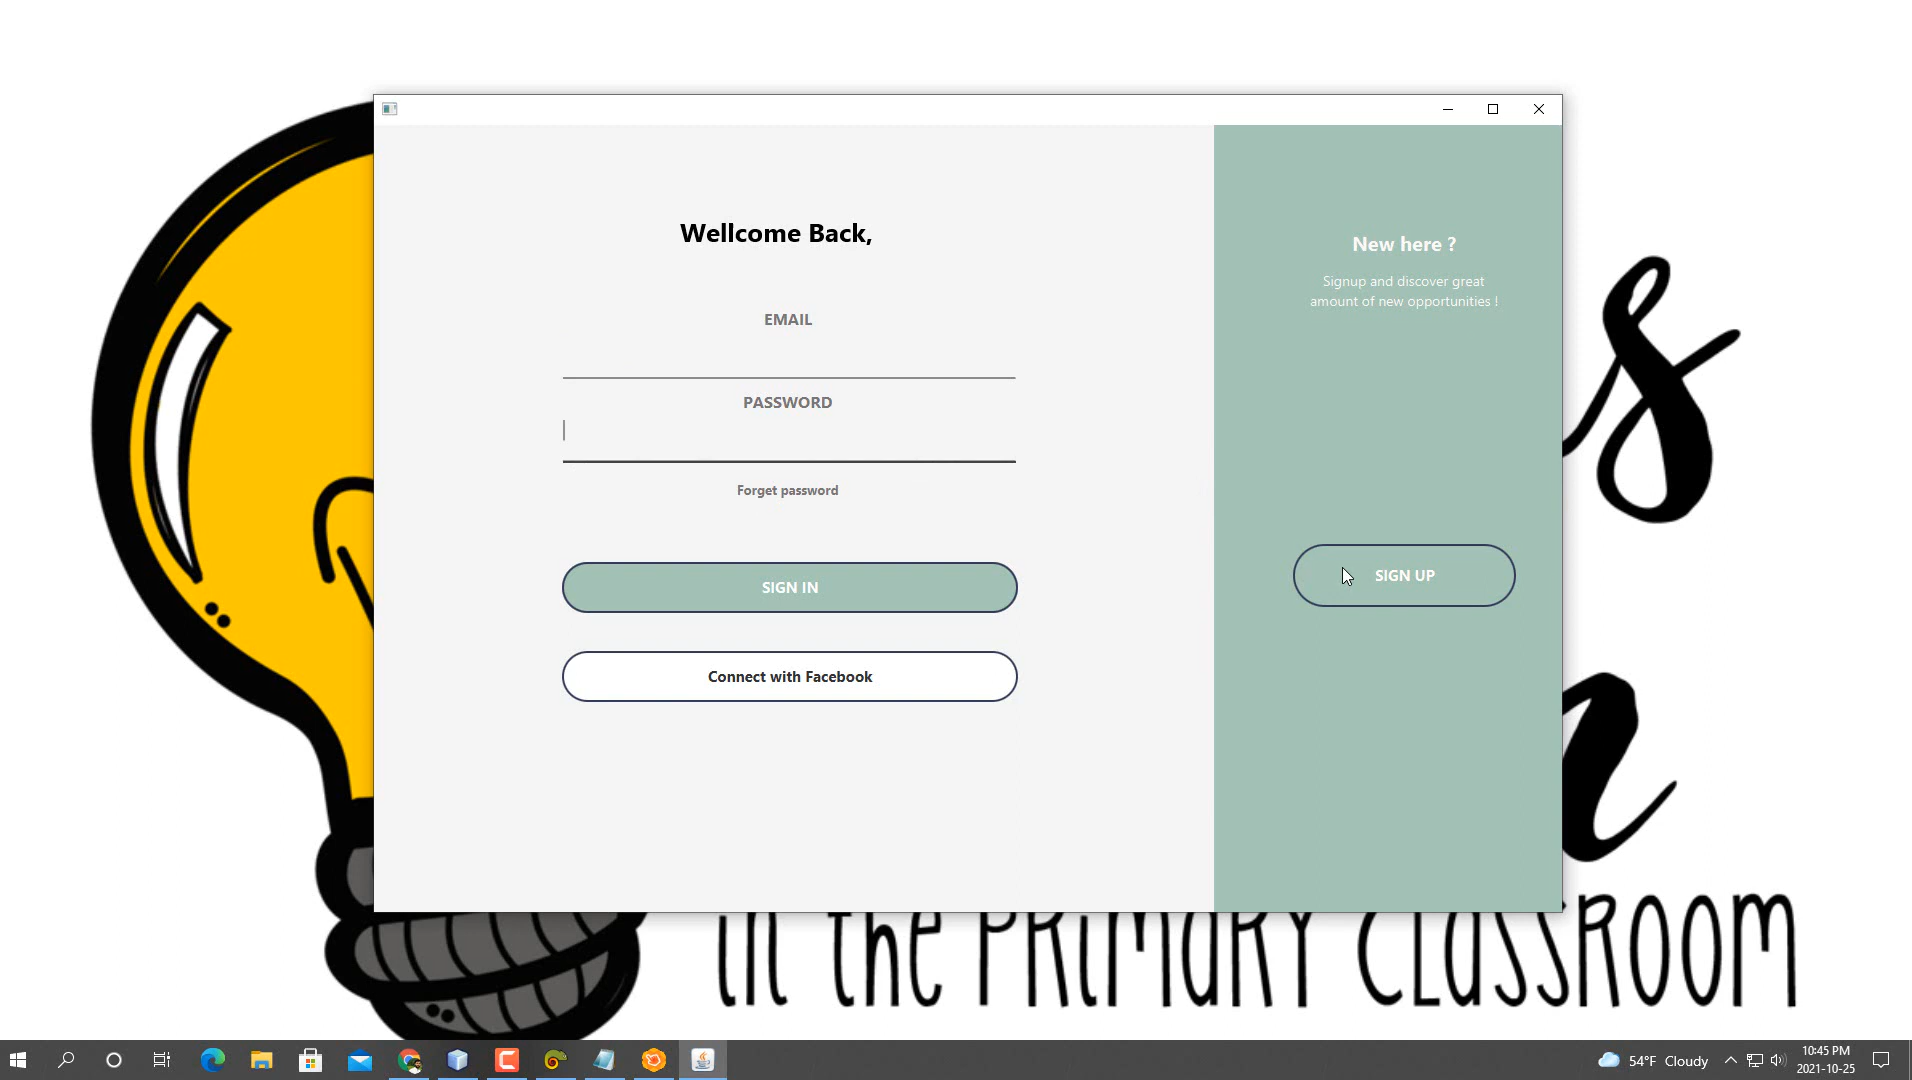 Wellcome Back,
EMAIL
PASSWORD
Forget password
SIGN IN
Connect with Facebook
New here ?
Signup and discover great
amount of new opportunities !
SIGN UP
in the PRimaRY CLassROOM
54°F Cloudy
10:45 PM
2021-10-25